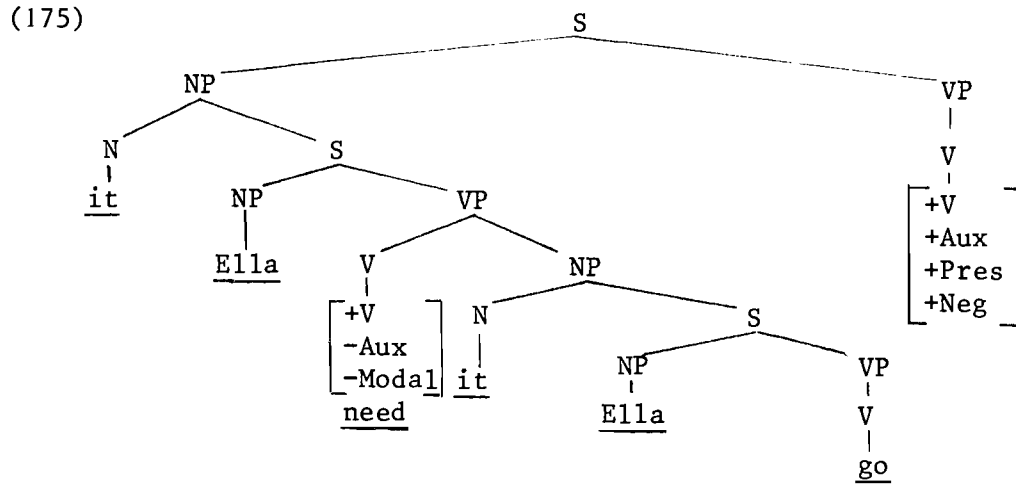 (175)
S
NP VP
N S V
it NP VP +V
Ella V NP +Aux
+V N S +Pres
-Aux it NP VP +Neg
-Modal Ella V
need go